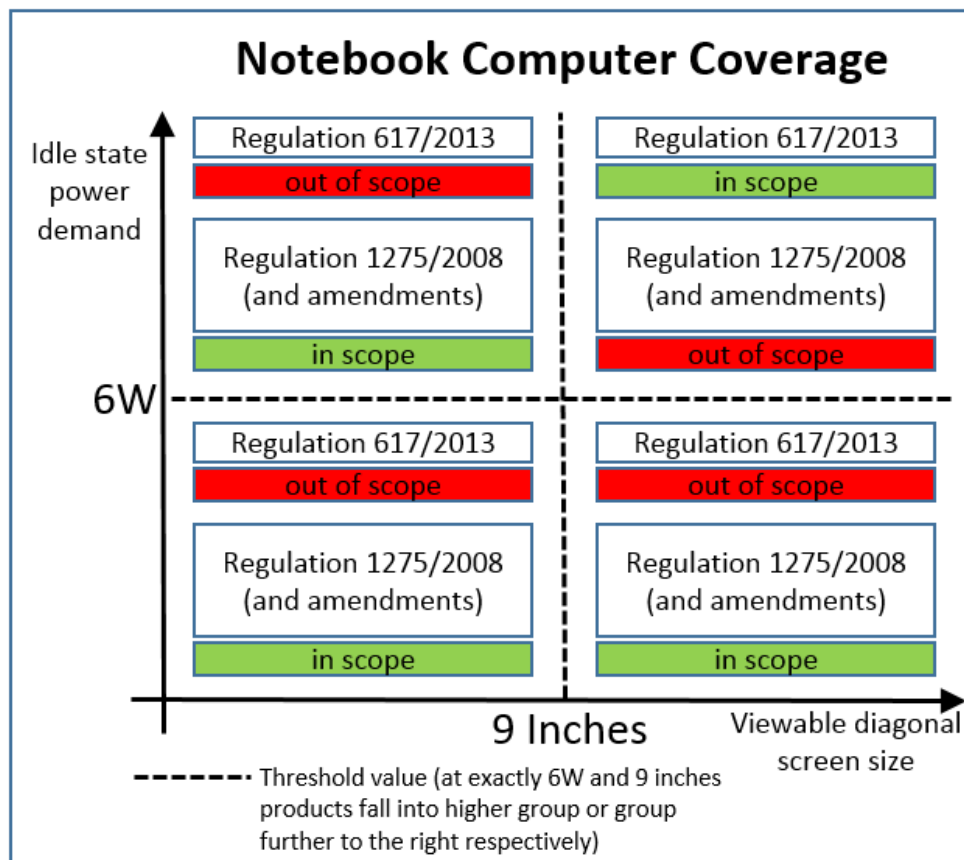 Notebook Computer Coverage
Idle state
power
demand
Regulation 617/2013
out of scope
Regulation 1275/2008
(and amendments)
in scope
Regulation 617/2013
in scope
Regulation 1275/2008
(and amendments)
out of scope
6W
Regulation 617/2013
out of scope
Regulation 1275/2008
(and amendments)
in scope
Regulation 617/2013
out of scope
Regulation 1275/2008
(and amendments)
in scope
9 Inches
Viewable diagonal
screen size
Threshold value (at exactly 6W and 9 inches
products fall into higher group or group
further to the right respectively)